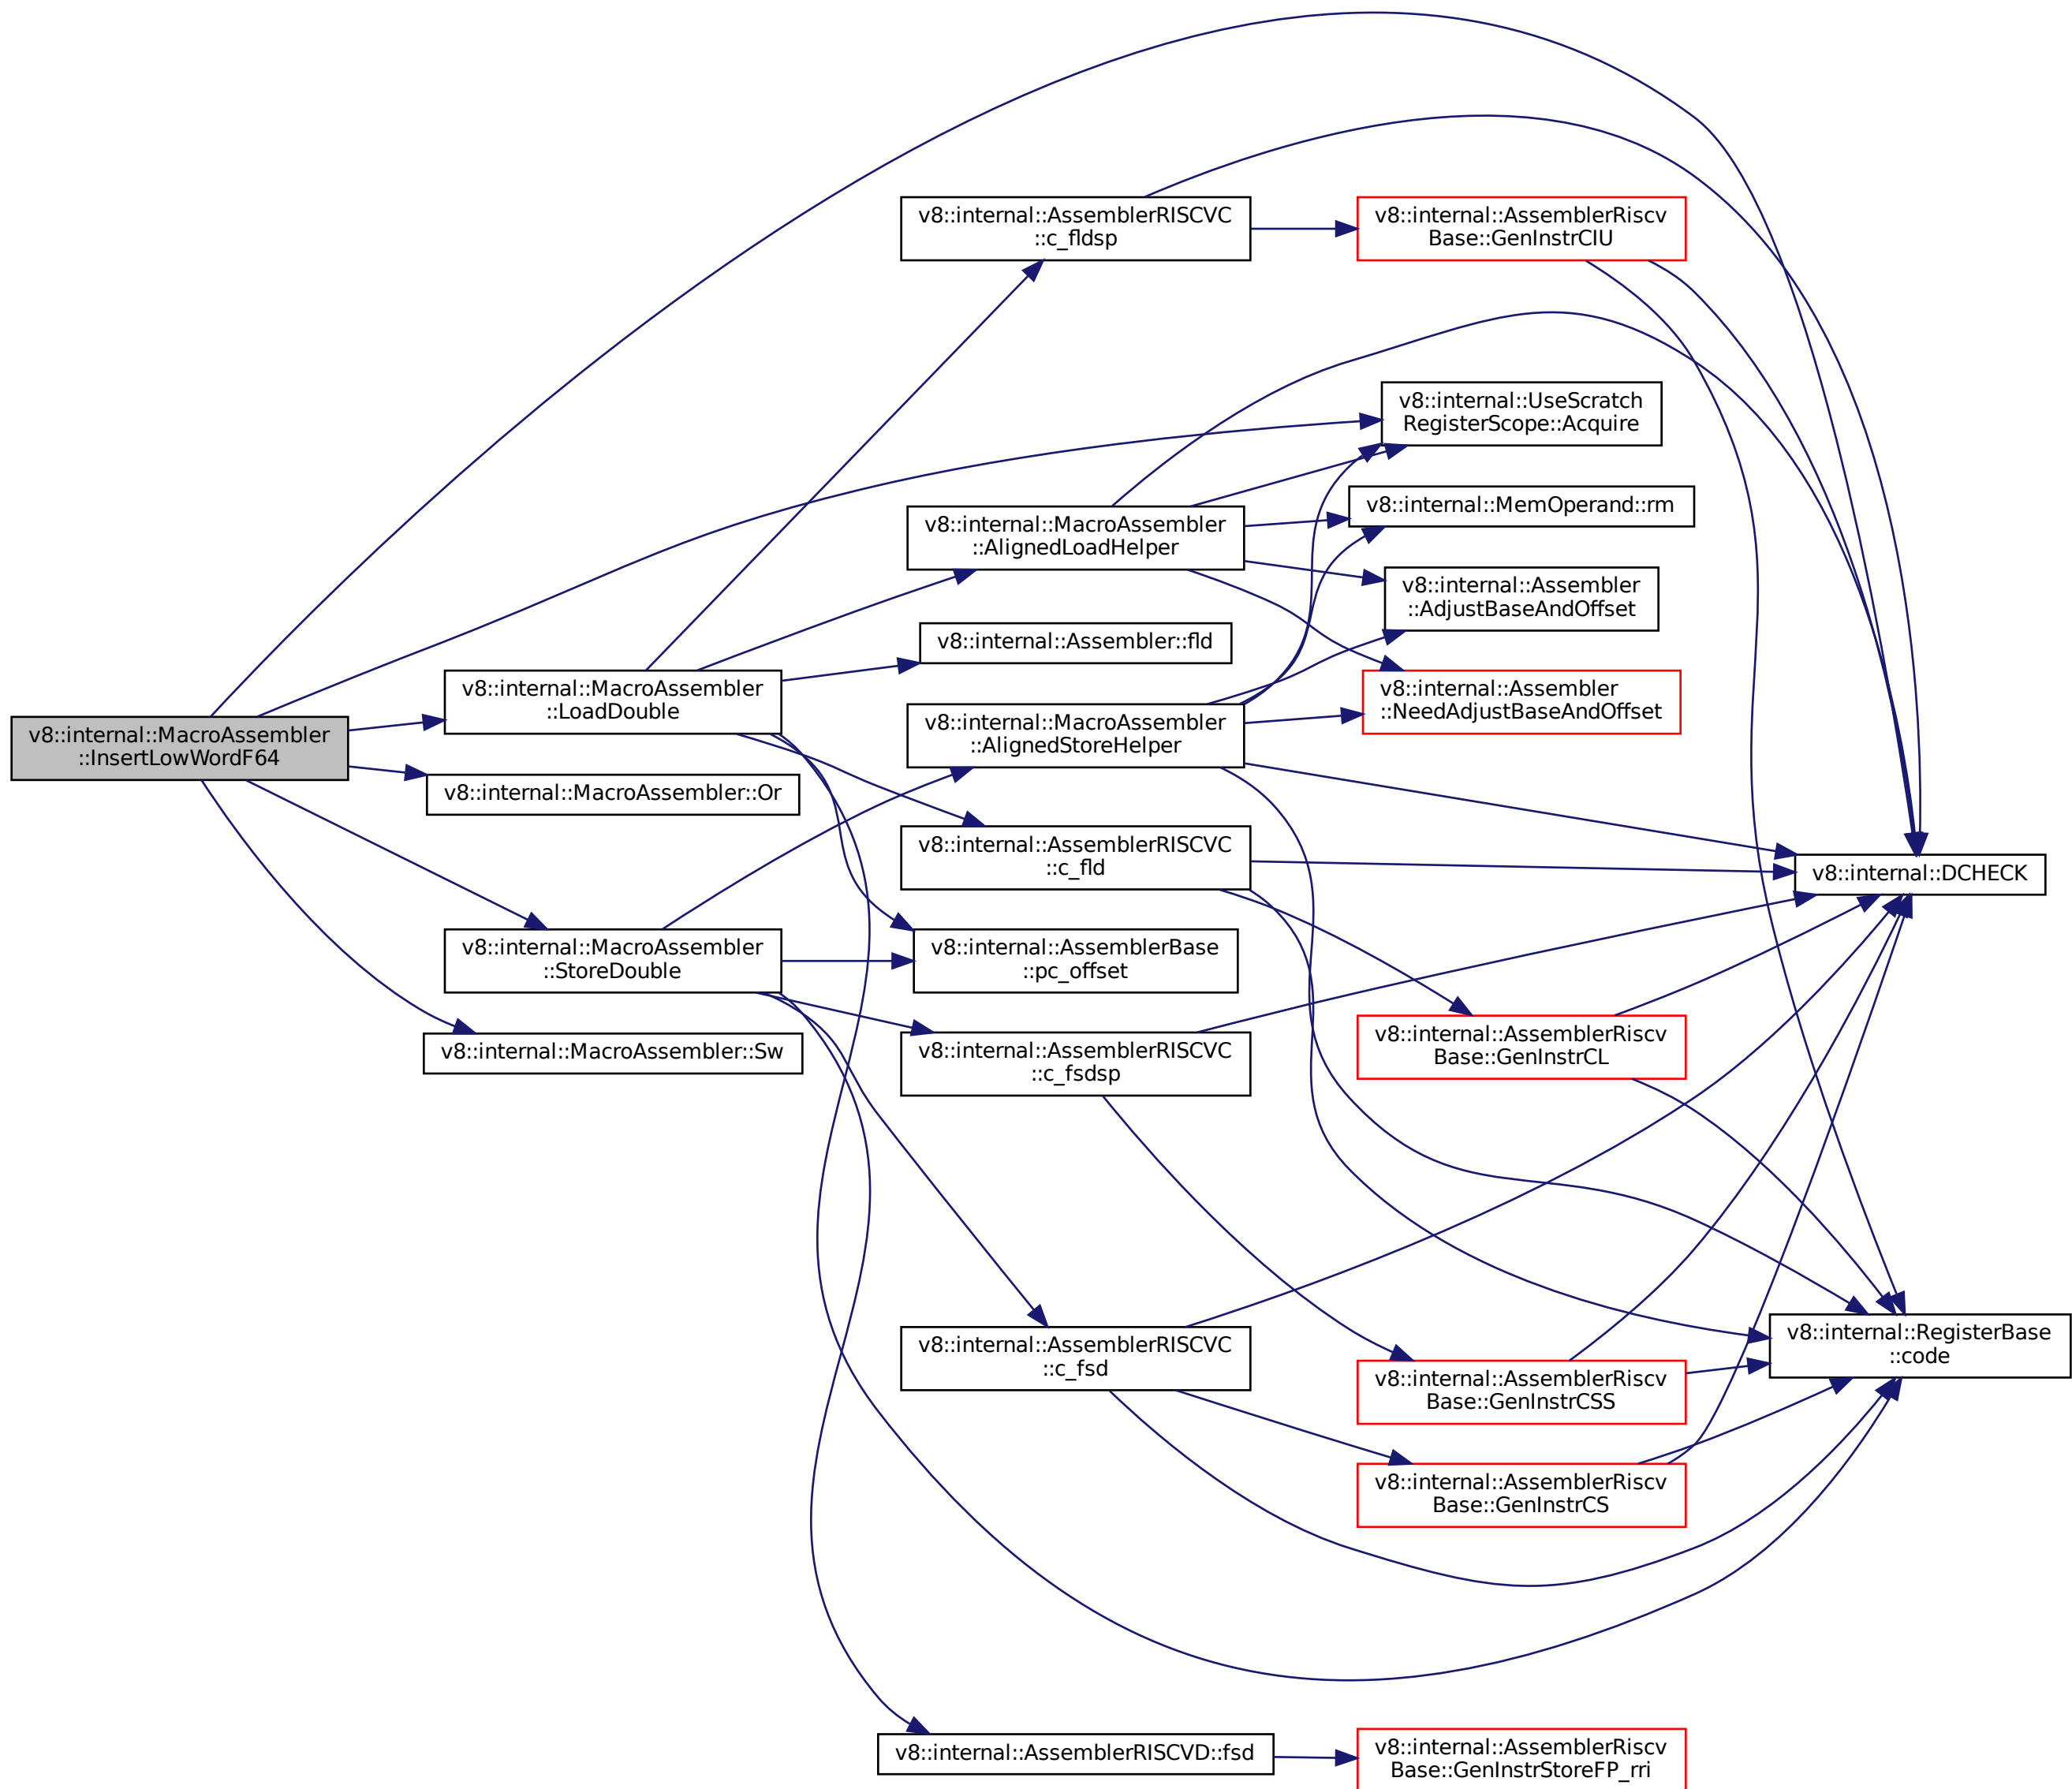 v8::internal::MacroAssembler
::InsertLowWordF64
v8::internal::MacroAssembler
::LoadDouble
v8::internal::MacroAssembler::Or
v8::internal::MacroAssembler
::StoreDouble
v8::internal::MacroAssembler::Sw
v8::internal::AssemblerRISCVC
::c_fldsp
v8::internal::MacroAssembler
::AlignedLoadHelper
v8::internal::Assembler::fld
v8::internal::MacroAssembler
::AlignedStoreHelper
v8::internal::AssemblerRISCVC
::c_fld
v8::internal::AssemblerBase
::pc_offset
v8::internal::AssemblerRISCVC
::c_fsdsp
v8::internal::AssemblerRISCVC
::c_fsd
v8::internal::AssemblerRISCVD::fsd
v8::internal::AssemblerRiscv
Base::GenInstrCIU
v8::internal::UseScratch
RegisterScope::Acquire
v8::internal::MemOperand::rm
v8::internal::Assembler
::AdjustBaseAndOffset
v8::internal::Assembler
::NeedAdjustBaseAndOffset
v8::internal::AssemblerRiscv
Base::GenInstrCL
v8::internal::AssemblerRiscv
Base::GenInstrCSS
v8::internal::AssemblerRiscv
Base::GenInstrCS
v8::internal::AssemblerRiscv
Base::GenInstrStoreFP_rri
v8::internal::DCHECK
v8::internal::RegisterBase
::code